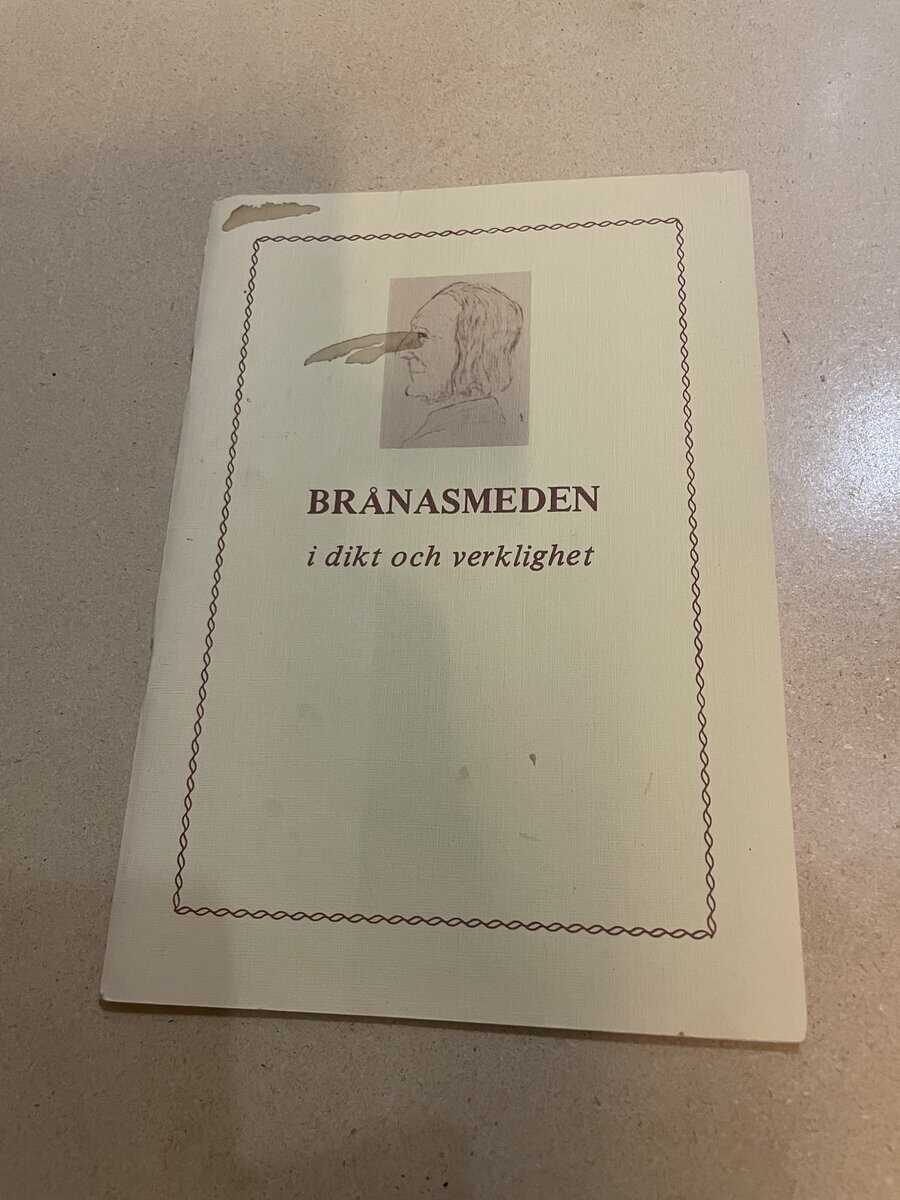 BRÅNASMEDEN
i dikt och verklighet